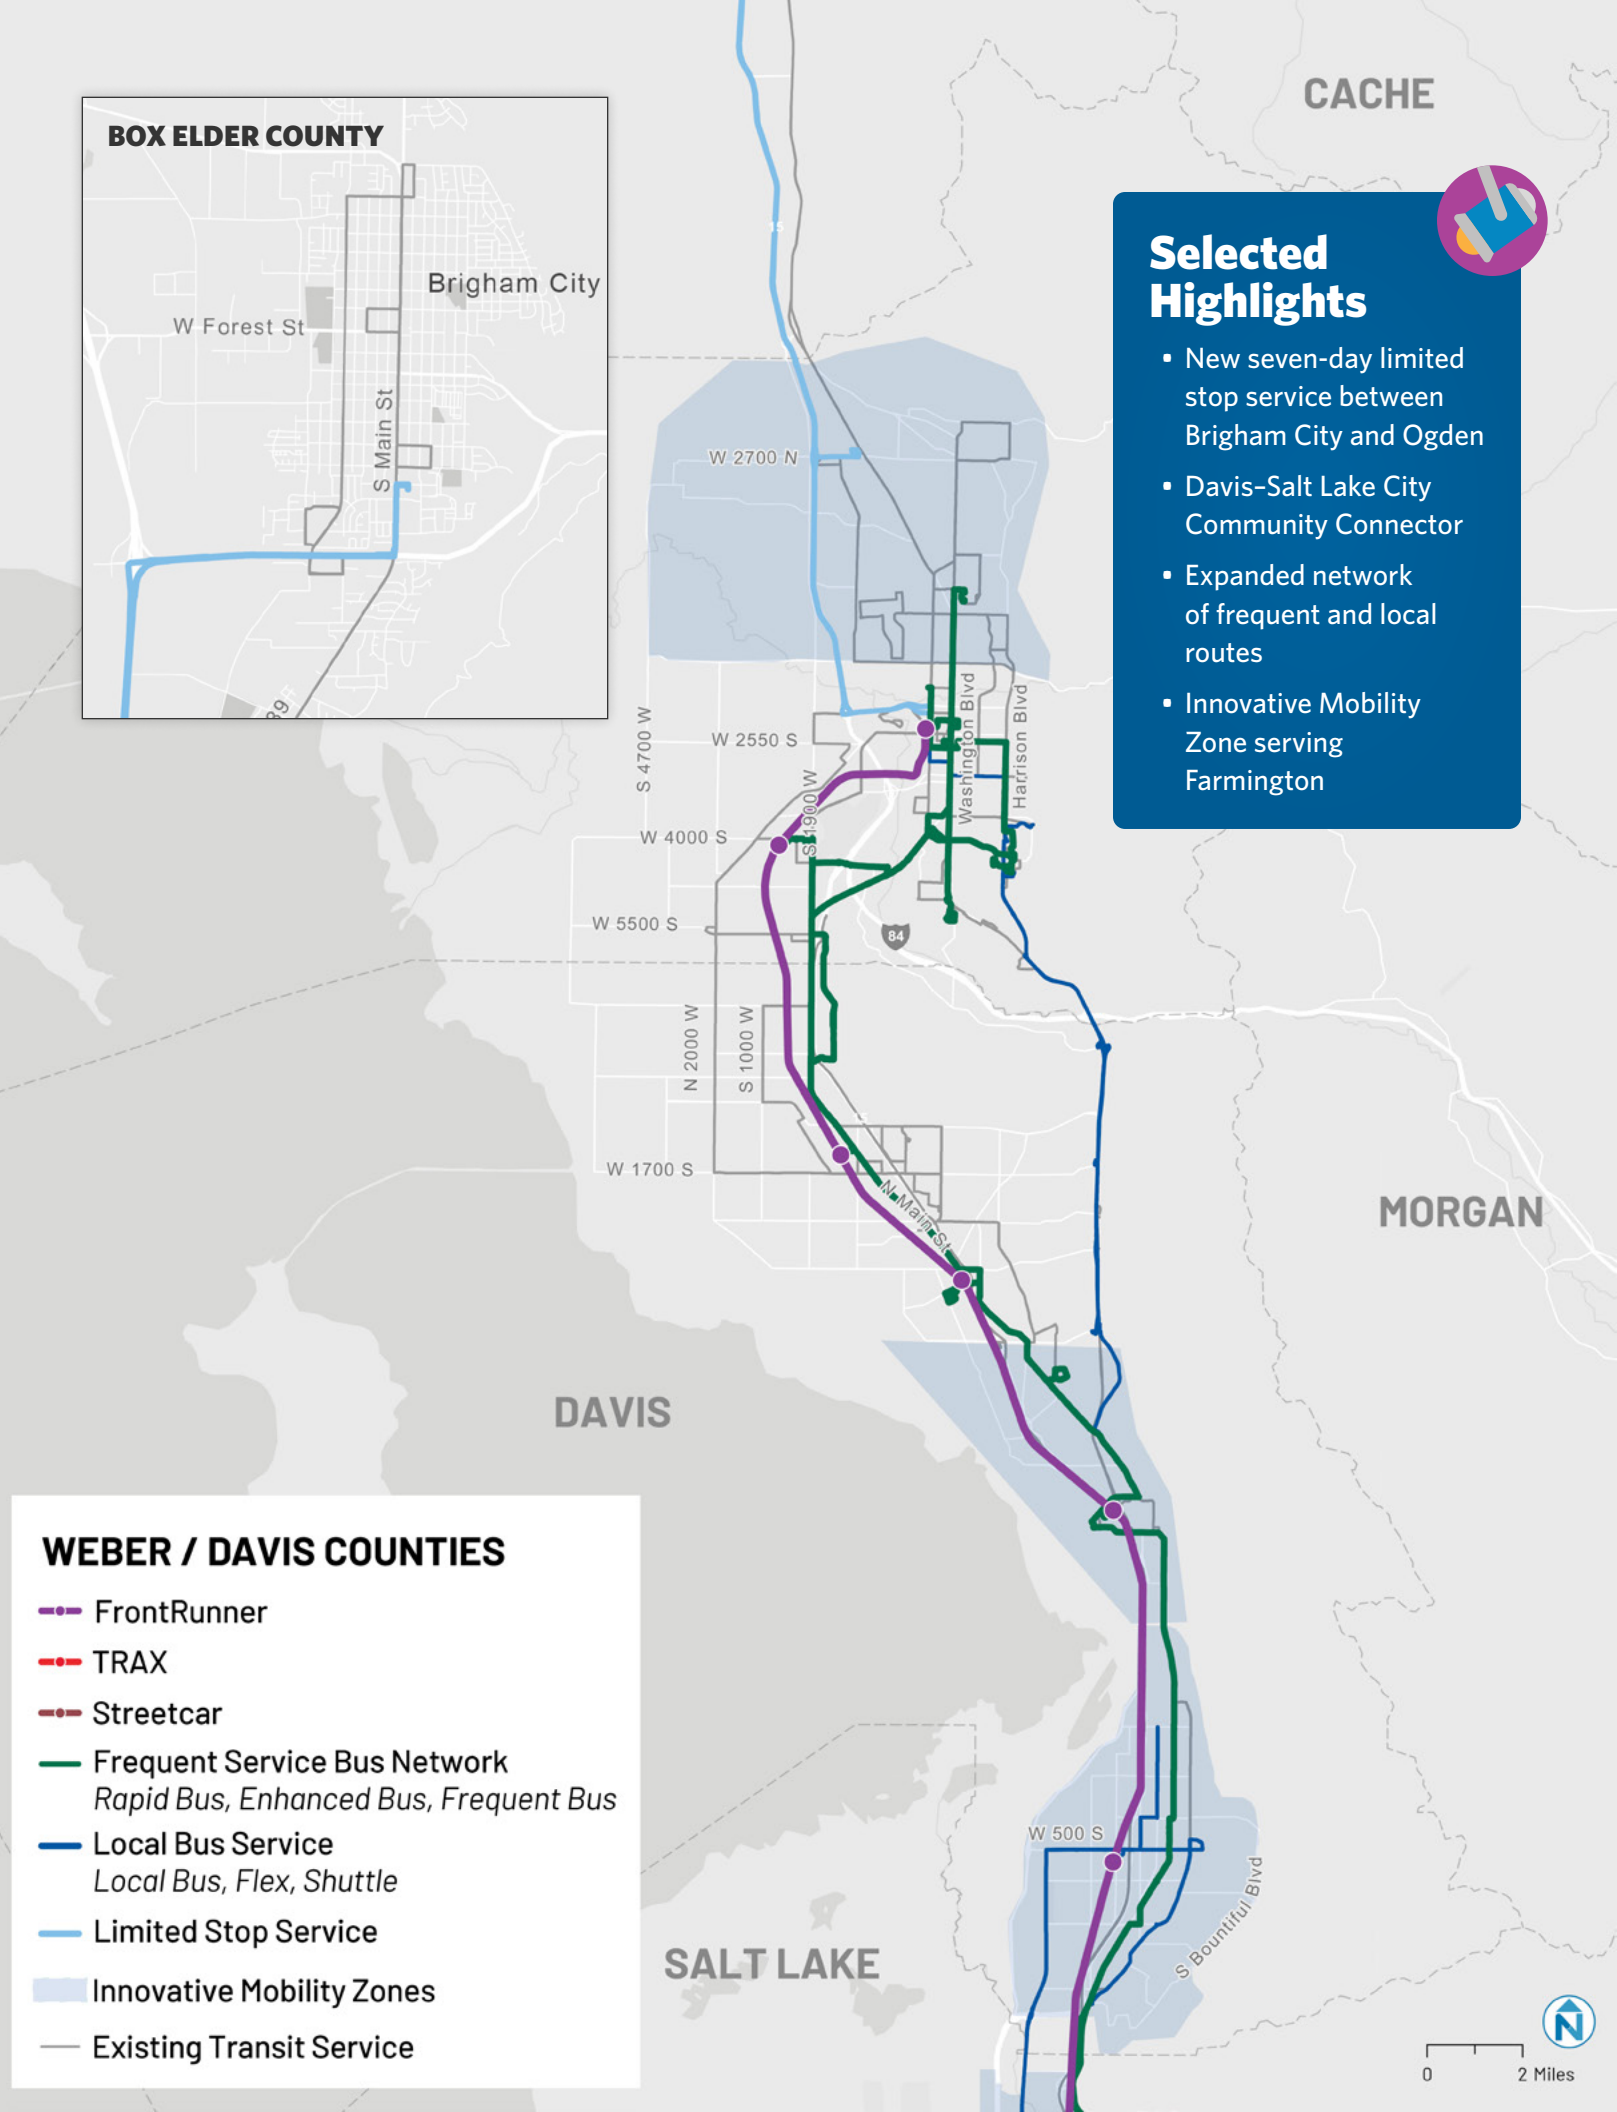 CACHE
BOX ELDER COUNTY
Brigham City
W Forest St
S Main St
89
15
Selected
Highlights
• New seven-day limited
stop service between
Brigham City and Ogden
• Davis–Salt Lake City
Community Connector
• Expanded network
of frequent and local
routes
• Innovative Mobility
Zone serving
Farmington
W 2700 N
S 4700 W
W 2550 S
Washington Blvd
Harrison Blvd
S 1900 W
W 4000 S
W 5500 S
84
N 2000 W
S 1000 W
W 1700 S
N Main St
MORGAN
DAVIS
WEBER / DAVIS COUNTIES
FrontRunner
TRAX
Streetcar
Frequent Service Bus Network
Rapid Bus, Enhanced Bus, Frequent Bus
Local Bus Service
Local Bus, Flex, Shuttle
Limited Stop Service
Innovative Mobility Zones
Existing Transit Service
W 500 S
S Bountiful Blvd
SALT LAKE
N
0 2 Miles